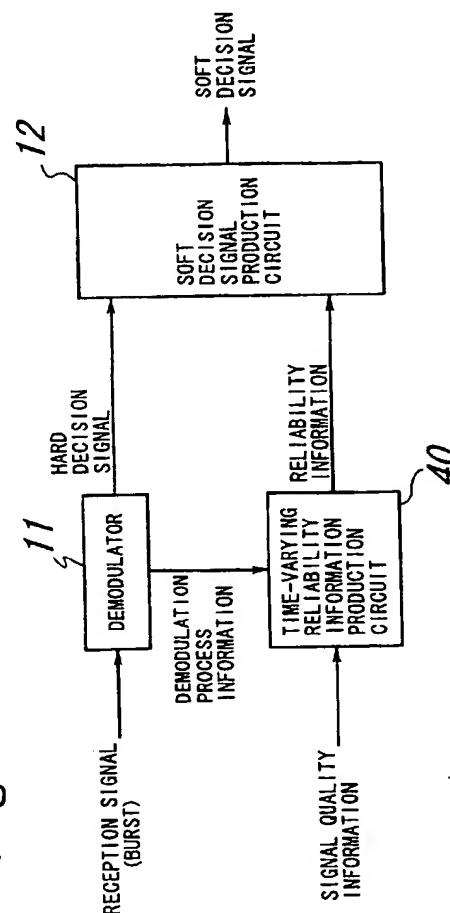 RECEPTION SIGNAL
(BURST)
11
DEMODULATOR
HARD
DECISION
SIGNAL
12
SOFT
DECISION
SIGNAL
PRODUCTION
CIRCUIT
SOFT
DECISION
SIGNAL
DEMODULATION
PROCESS
INFORMATION
SIGNAL QUALITY
INFORMATION
TIME-VARYING
RELIABILITY
INFORMATION
PRODUCTION
CIRCUIT
40
RELIABILITY
INFORMATION